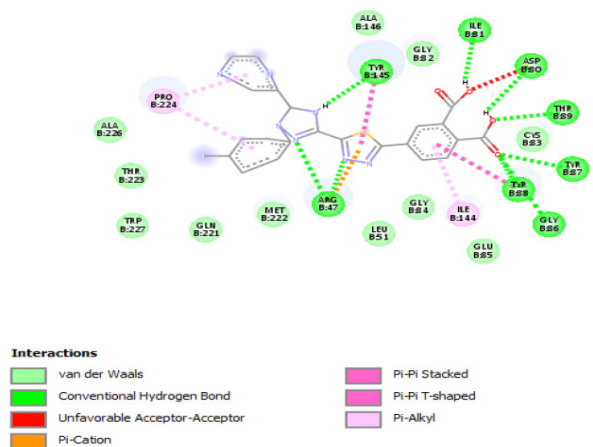 ALA
B:146
ILE
B:81
GLY
B:82
ASP
B:80
TYR
B:145
PRO
B:224
THR
B:89
ALA
B:226
CYS
B:83
TYR
B:87
THR
B:223
TYR
B:88
ARG
B:47
MET
B:222
GLY
B:84
ILE
B:144
TRP
B:227
GLN
B:221
LEU
B:51
GLY
B:86
GLU
B:85
H
H
N
N
N
N
N
N
N
O
O
O
Interactions
van der Waals
Conventional Hydrogen Bond
Unfavorable Acceptor-Acceptor
Pi-Cation
Pi-Pi Stacked
Pi-Pi T-shaped
Pi-Alkyl